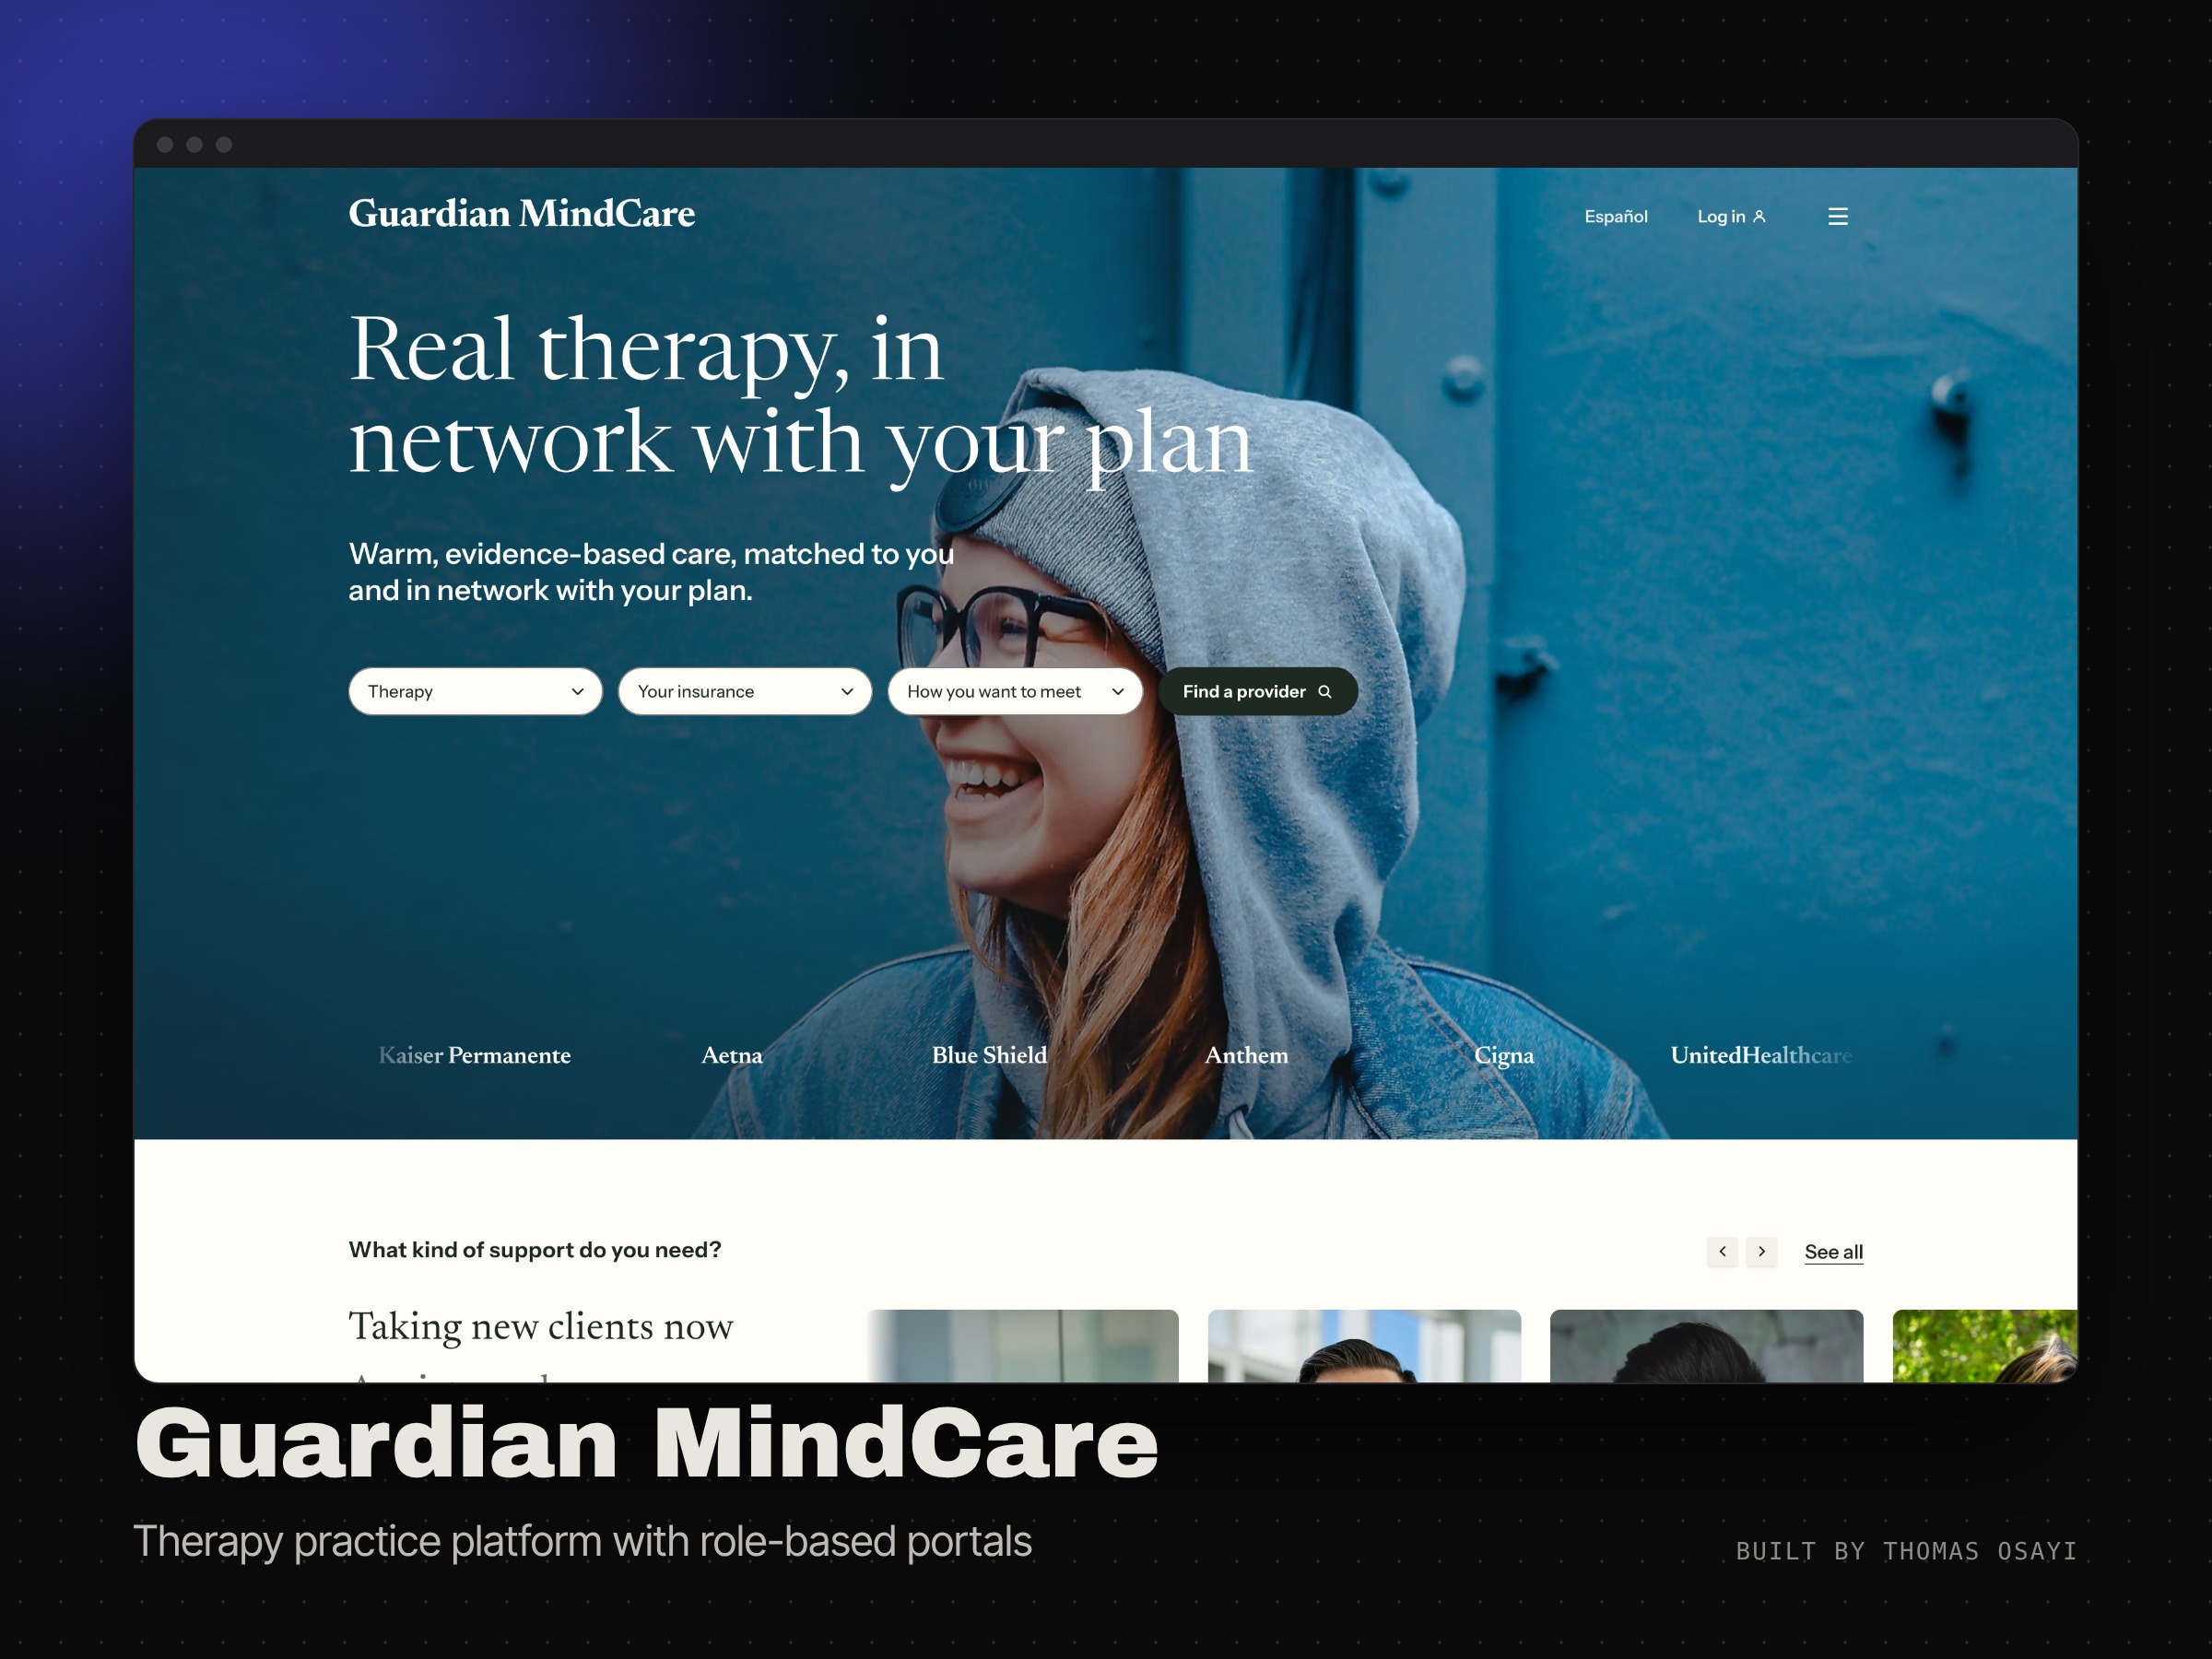 Guardian MindCare
Español
Log in
Real therapy, in
network with your plan
Warm, evidence-based care, matched to you
and in network with your plan.
Therapy
Your insurance
How you want to meet
Find a provider
Kaiser Permanente
Aetna
Blue Shield
Anthem
Cigna
UnitedHealthcare
What kind of support do you need?
See all
Taking new clients now
Guardian MindCare
Therapy practice platform with role-based portals
BUILT BY THOMAS OSAYI